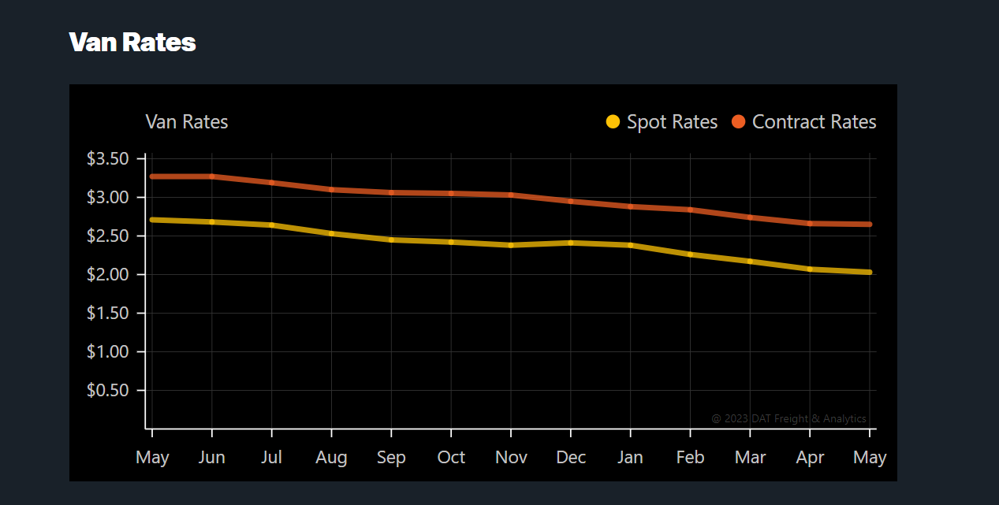 Van Rates
Van Rates
Spot Rates
Contract Rates
$3.50
$3.00
$2.50
$2.00
$1.50
$1.00
$0.50
@ 2023 DAT Freight & Analytics
May Jun Jul Aug Sep Oct Nov Dec Jan Feb Mar Apr May